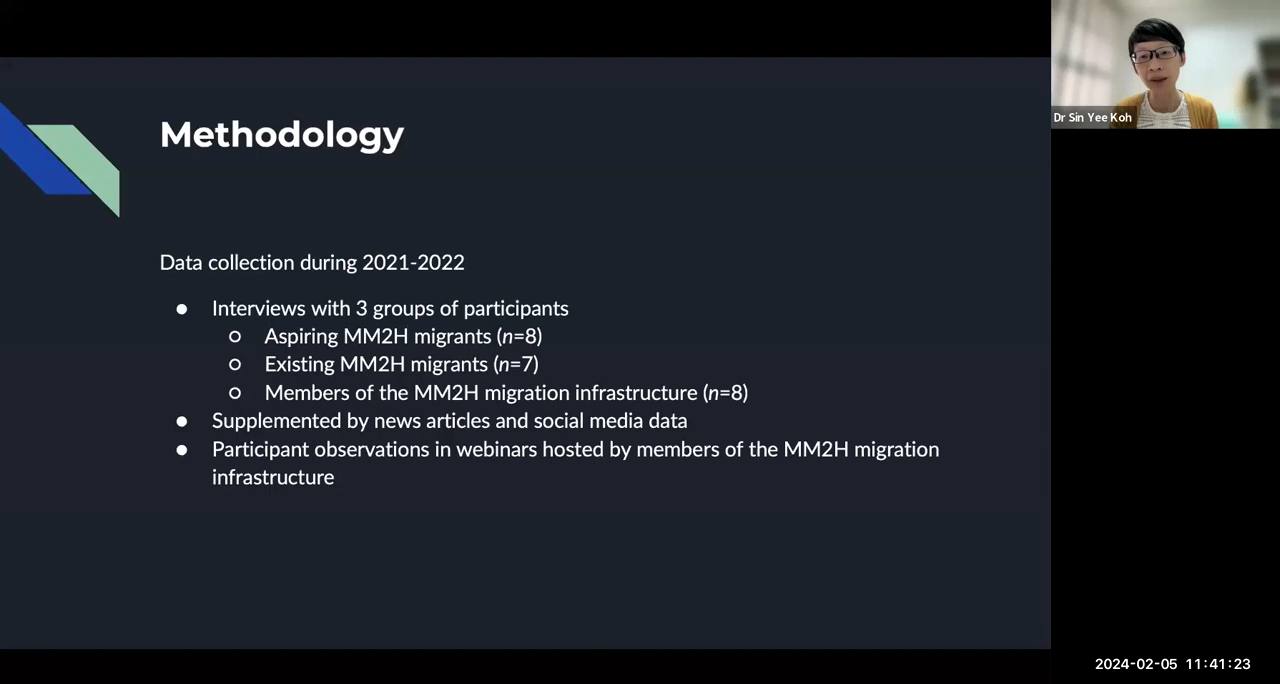 Methodology
Data collection during 2021-2022
● Interviews with 3 groups of participants
○ Aspiring MM2H migrants (n=8)
○ Existing MM2H migrants (n=7)
○ Members of the MM2H migration infrastructure (n=8)
● Supplemented by news articles and social media data
● Participant observations in webinars hosted by members of the MM2H migration
infrastructure
Dr Sin Yee Koh
2024-02-05 11:41:23